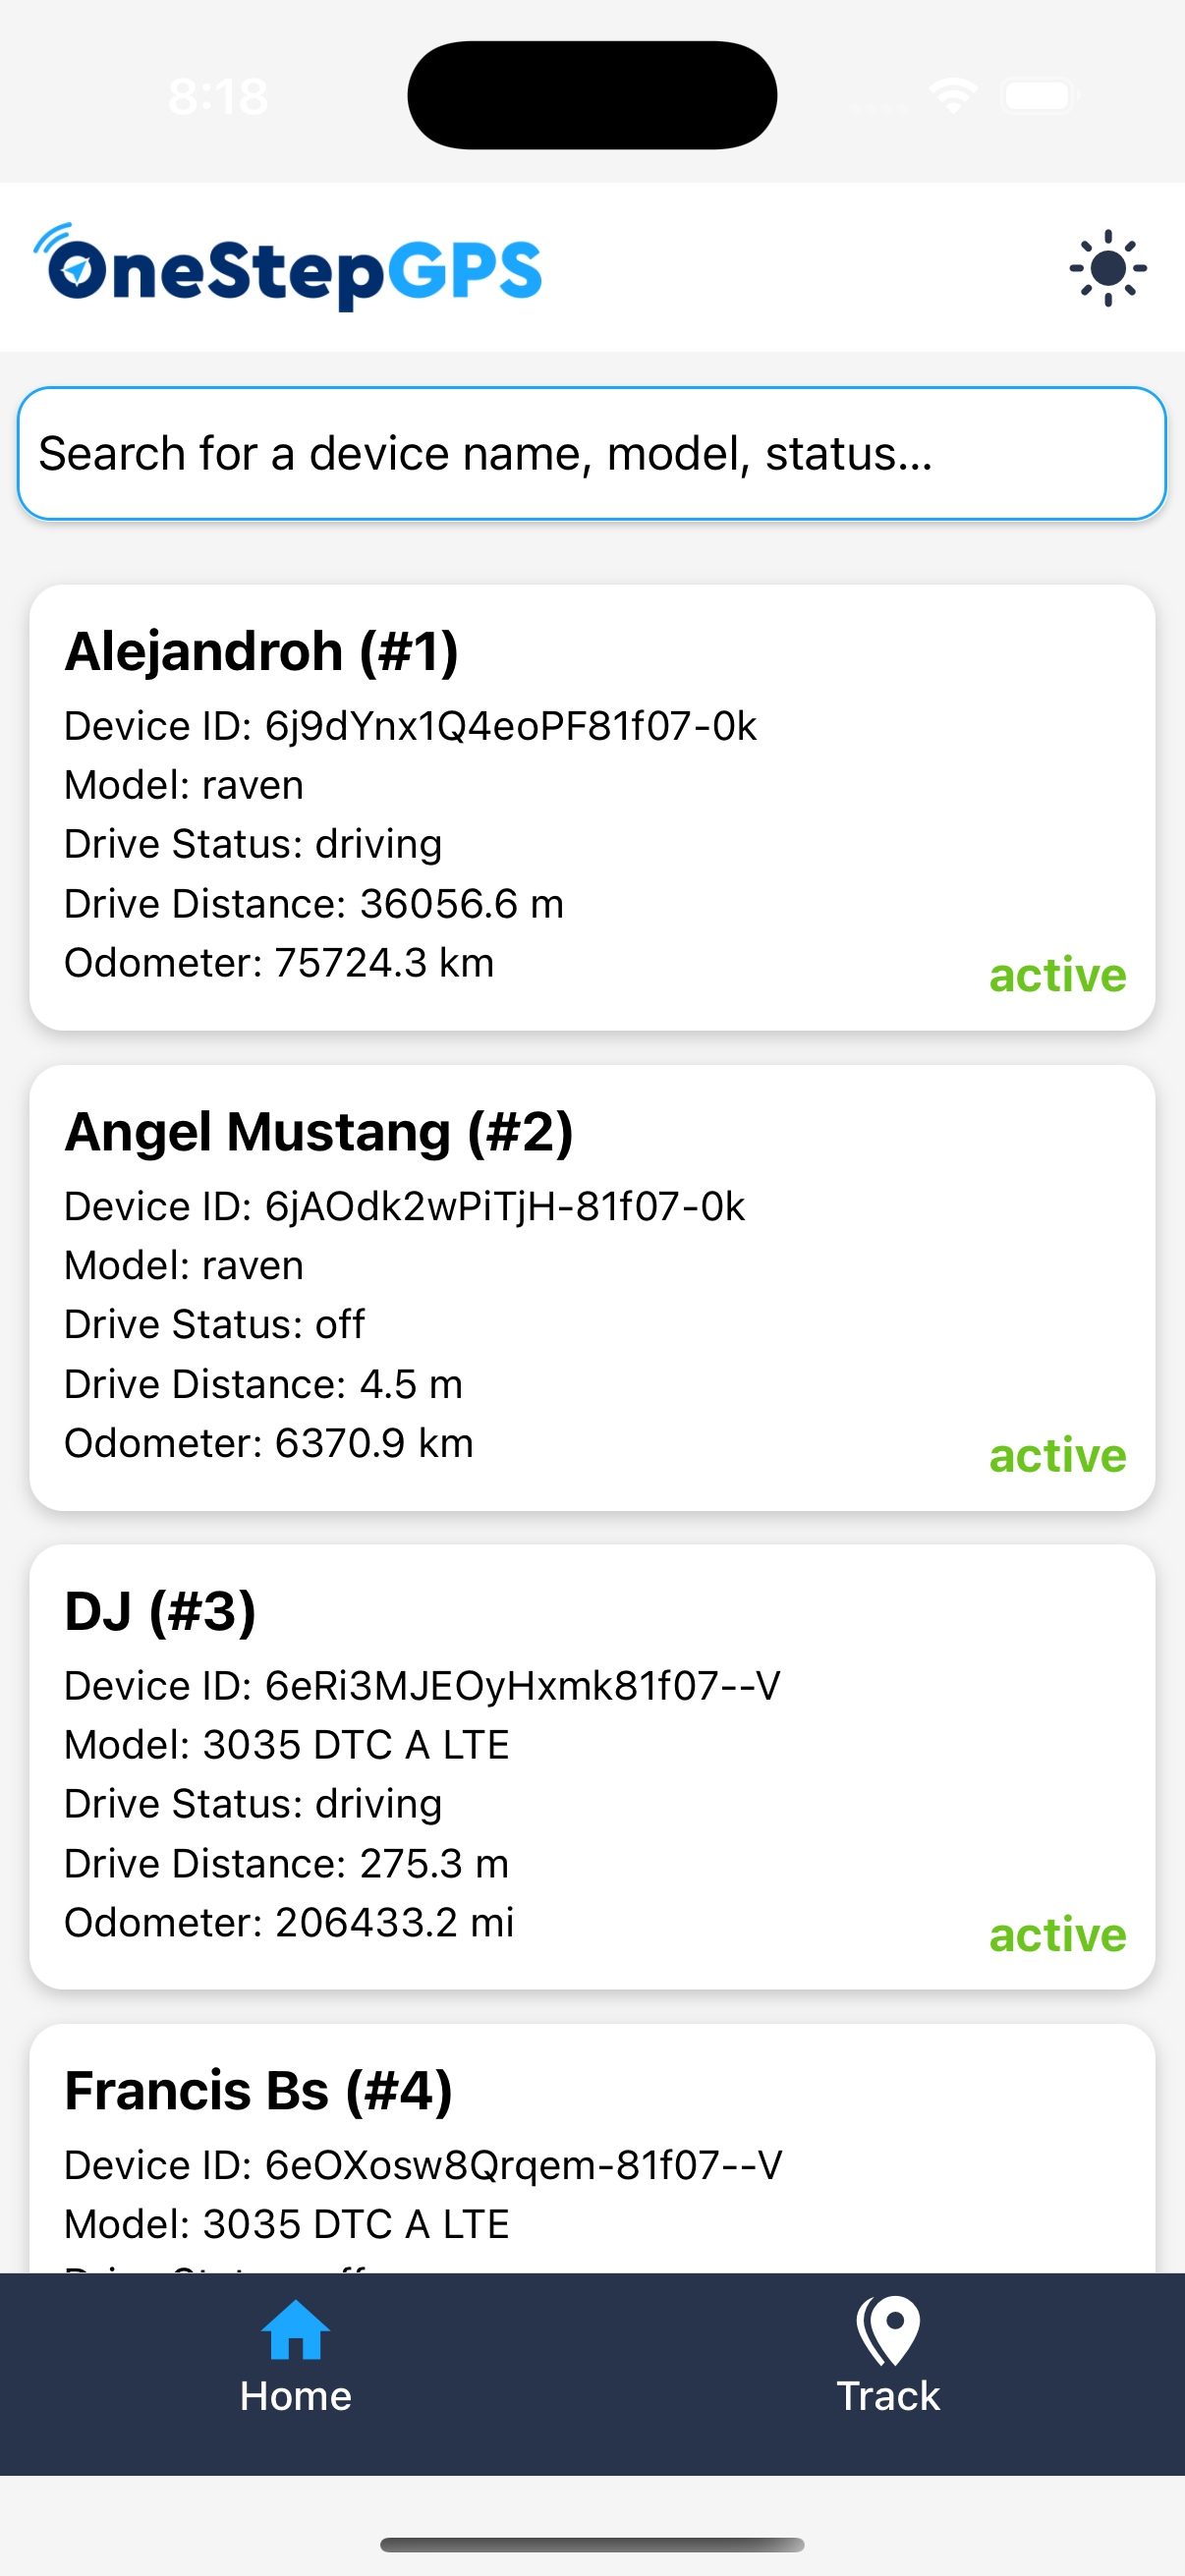 8:18
OneStepGPS
Search for a device name, model, status...
Alejandroh (#1)
Device ID: 6j9dYnx1Q4eoPF81f07-0k
Model: raven
Drive Status: driving
Drive Distance: 36056.6 m
Odometer: 75724.3 km
active
Angel Mustang (#2)
Device ID: 6jAOdk2wPiTjH-81f07-0k
Model: raven
Drive Status: off
Drive Distance: 4.5 m
Odometer: 6370.9 km
active
DJ (#3)
Device ID: 6eRi3MJEOyHxmk81f07--V
Model: 3035 DTC A LTE
Drive Status: driving
Drive Distance: 275.3 m
Odometer: 206433.2 mi
active
Francis Bs (#4)
Device ID: 6eOXosw8Qrqem-81f07--V
Model: 3035 DTC A LTE
Home
Track